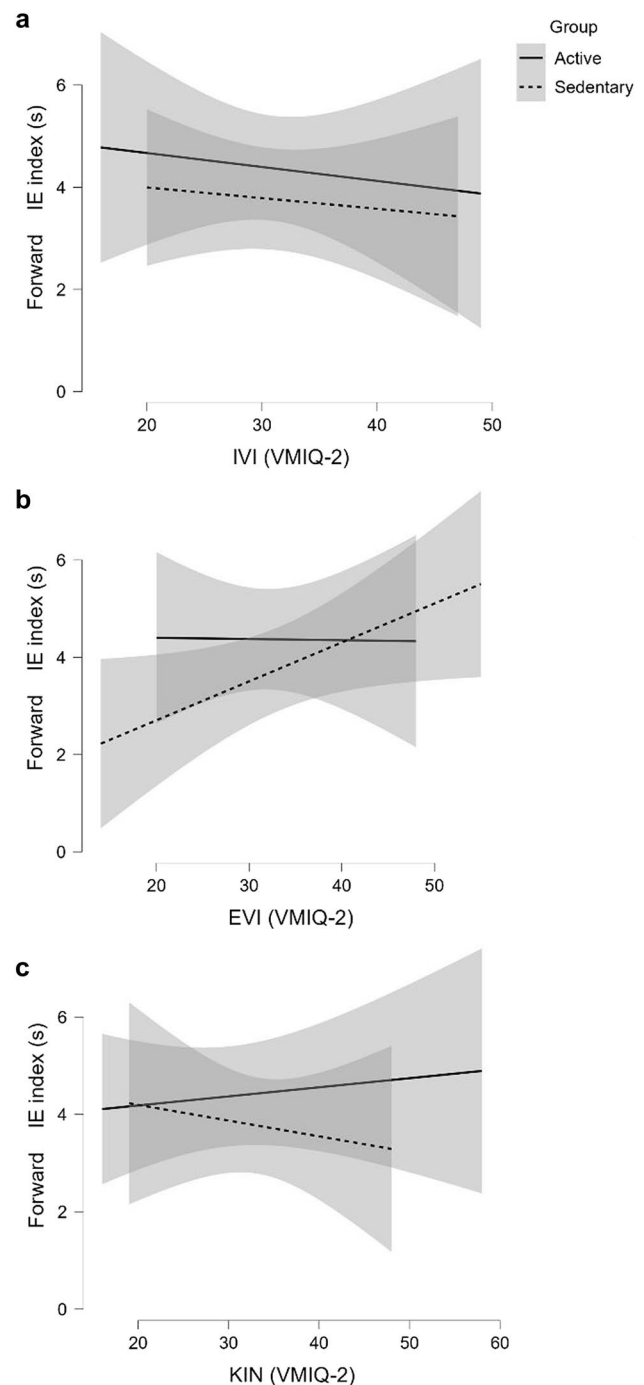 a
Group
Active
Sedentary
Forward IE index (s)
6
4
2
0
20 30 40 50
IVI (VMIQ-2)
b
Forward IE index (s)
6
4
2
0
20 30 40 50
EVI (VMIQ-2)
c
Forward IE index (s)
6
4
2
0
20 30 40 50 60
KIN (VMIQ-2)